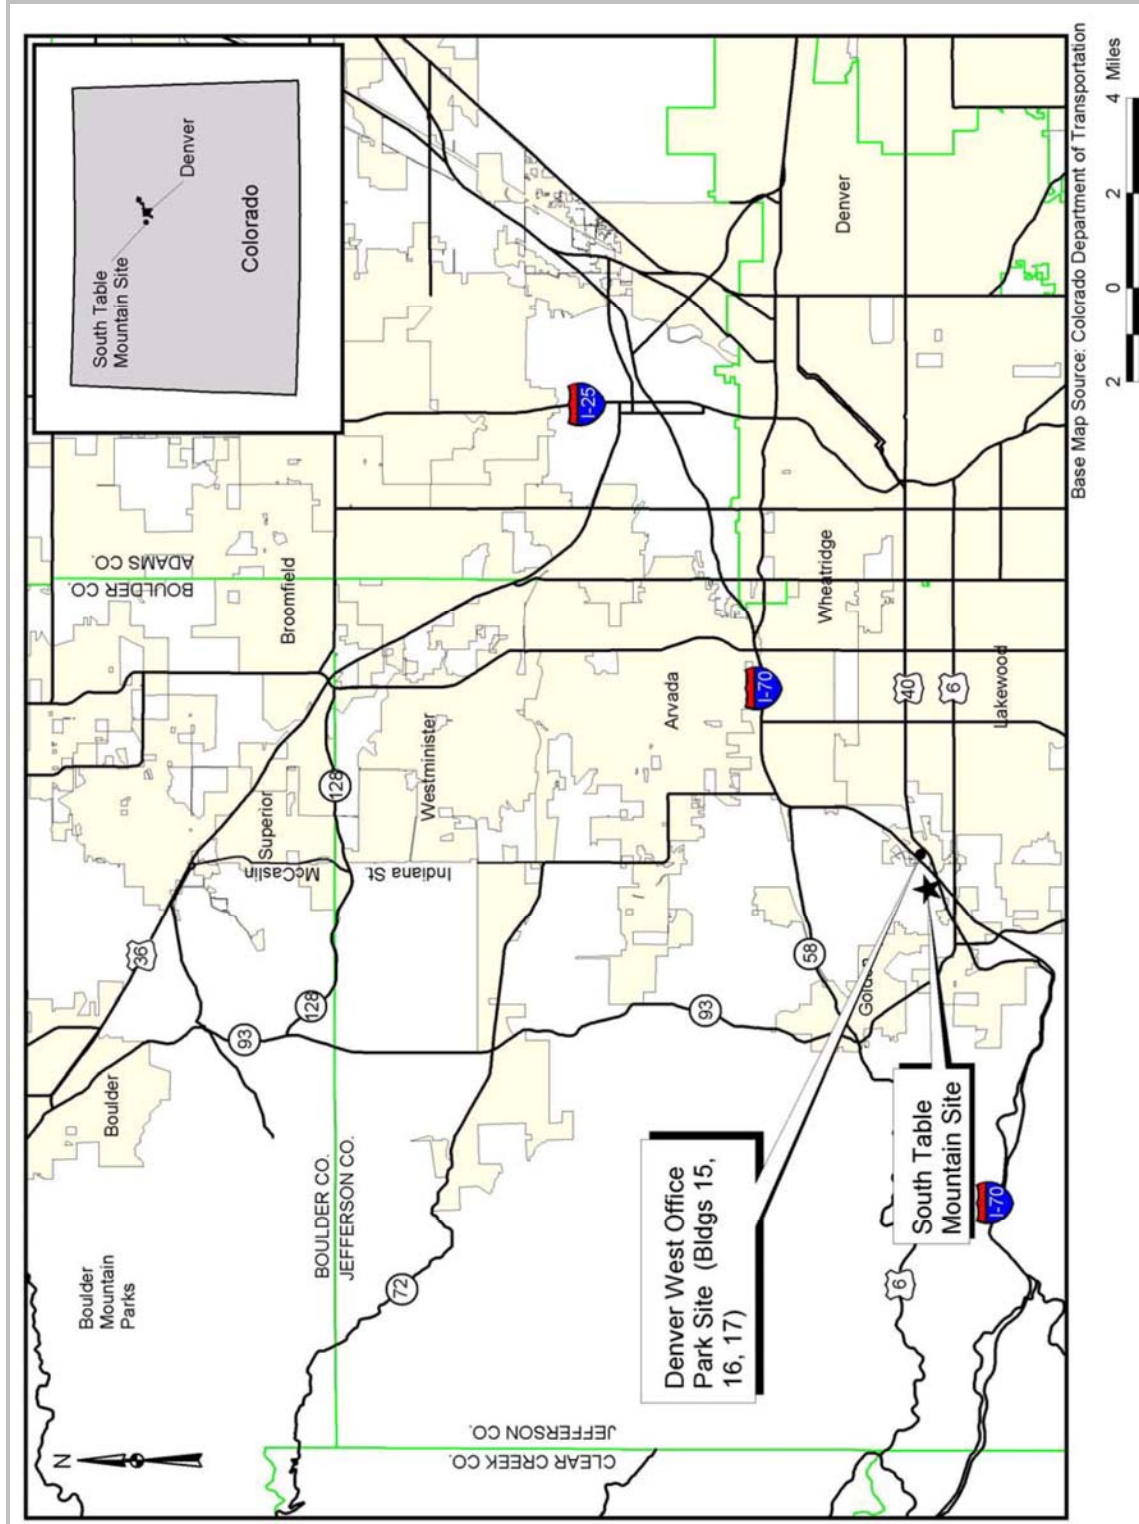 N
Boulder
Mountain
Parks
Boulder
36
93
128
72
BOULDER CO.
JEFFERSON CO.
CLEAR CREEK CO.
JEFFERSON CO.
BOULDER CO.
ADAMS CO.
Superior
McCaslin
Indiana St.
128
Broomfield
Westminister
Arvada
93
58
Golden
I-25
I-70
Wheatridge
40
6
Lakewood
Denver
6
I-70
Denver West Office
Park Site (Bldgs 15,
16, 17)
South Table
Mountain Site
South Table
Mountain Site
Denver
Colorado
Base Map Source: Colorado Department of Transportation
2 0 2 4 Miles